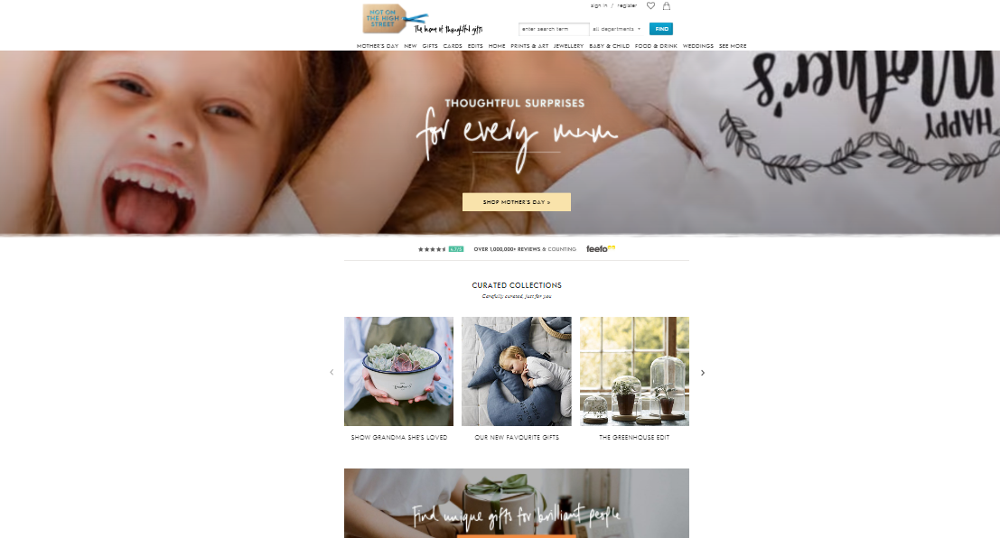 sign in / register
NOT ON
THE HIGH
STREET
The home of thoughtful gifts
enter search term
all departments
FIND
MOTHER'S DAY NEW GIFTS CARDS EDITS HOME PRINTS & ART JEWELLERY BABY & CHILD FOOD & DRINK WEDDINGS SEE MORE
THOUGHTFUL SURPRISES
for every mum
HAPPY
mother's
SHOP MOTHER'S DAY »
4.7/5
OVER 1,000,000+ REVIEWS & COUNTING
feefo
CURATED COLLECTIONS
Carefully curated, just for you
SHOW GRANDMA SHE'S LOVED
OUR NEW FAVOURITE GIFTS
THE GREENHOUSE EDIT
Find unique gifts for brilliant people